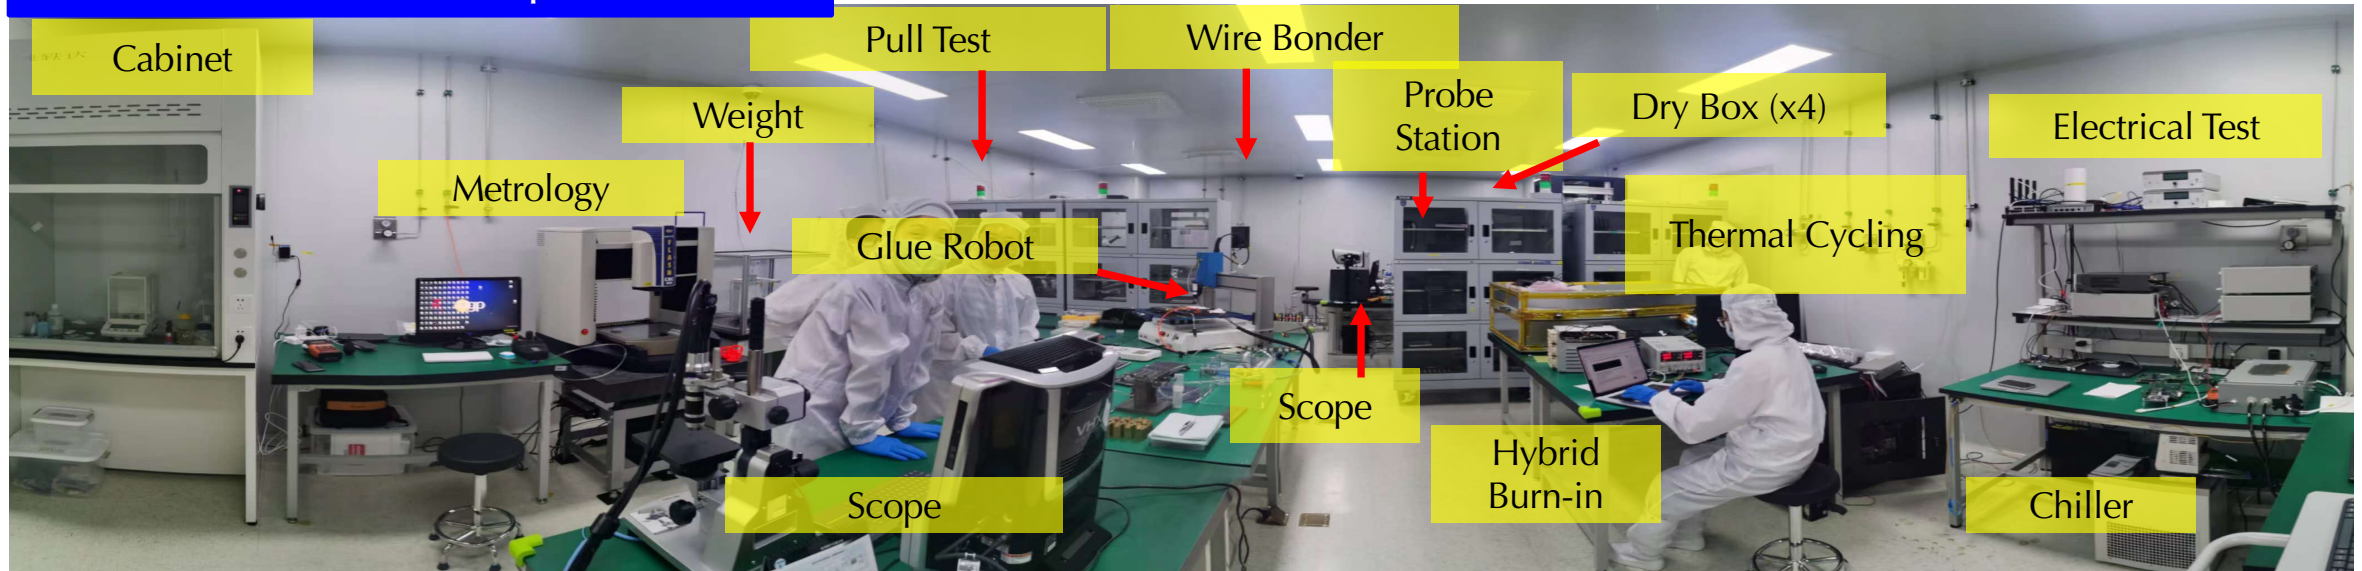 Cabinet
Pull Test
Wire Bonder
Weight
Probe
Station
Dry Box (x4)
Electrical Test
Metrology
Glue Robot
Thermal Cycling
Scope
Hybrid
Burn-in
Scope
Chiller